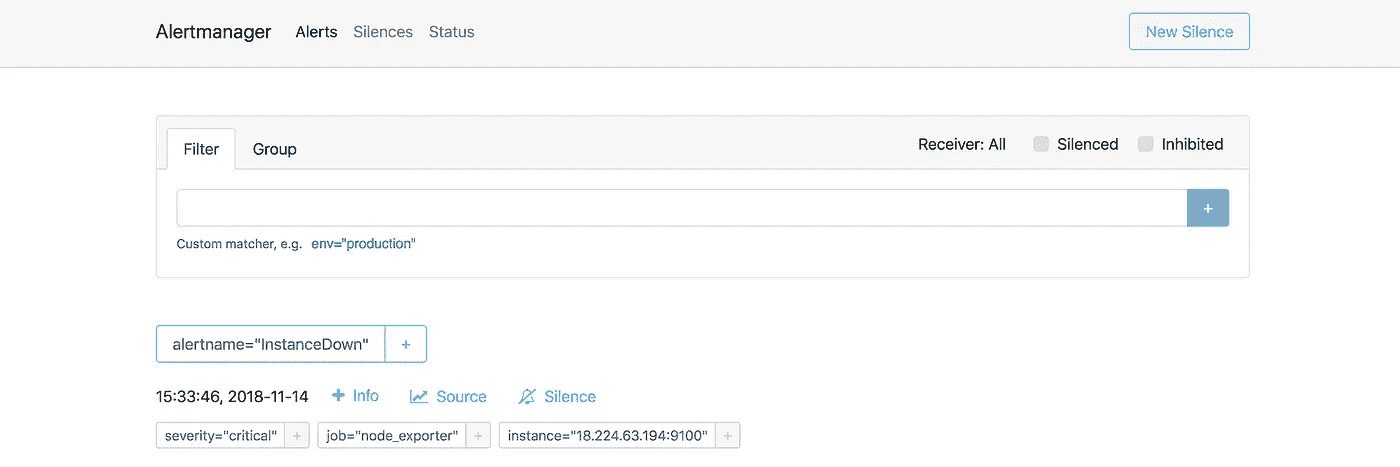 Alertmanager Alerts Silences Status New Silence
Filter Group Receiver: All Silenced Inhibited
+
Custom matcher, e.g. env="production"
alertname="InstanceDown" +
15:33:46, 2018-11-14 + Info Source Silence
severity="critical" + job="node_exporter" + instance="18.224.63.194:9100" +